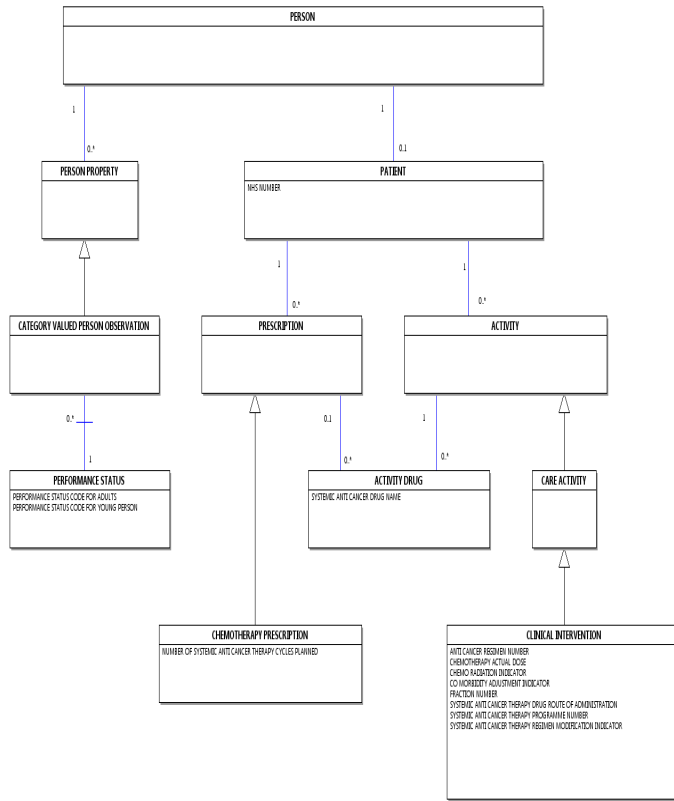 PERSON
1
1
0..*
0..1
PERSON PROPERTY
PATIENT
NHS NUMBER
1
1
0..*
0..*
CATEGORY VALUED PERSON OBSERVATION
PRESCRIPTION
ACTIVITY
0..*
0..1
1
1
0..*
0..*
PERFORMANCE STATUS
PERFORMANCE STATUS CODE FOR ADULTS
PERFORMANCE STATUS CODE FOR YOUNG PERSON
ACTIVITY DRUG
SYSTEMIC ANTI CANCER DRUG NAME
CARE ACTIVITY
CHEMOTHERAPY PRESCRIPTION
NUMBER OF SYSTEMIC ANTI CANCER THERAPY CYCLES PLANNED
CLINICAL INTERVENTION
ANTI CANCER REGIMEN NUMBER
CHEMOTHERAPY ACTUAL DOSE
CHEMO RADIATION INDICATOR
CO MORBIDITY ADJUSTMENT INDICATOR
FRACTION NUMBER
SYSTEMIC ANTI CANCER THERAPY DRUG ROUTE OF ADMINISTRATION
SYSTEMIC ANTI CANCER THERAPY PROGRAMME NUMBER
SYSTEMIC ANTI CANCER THERAPY REGIMEN MODIFICATION INDICATOR